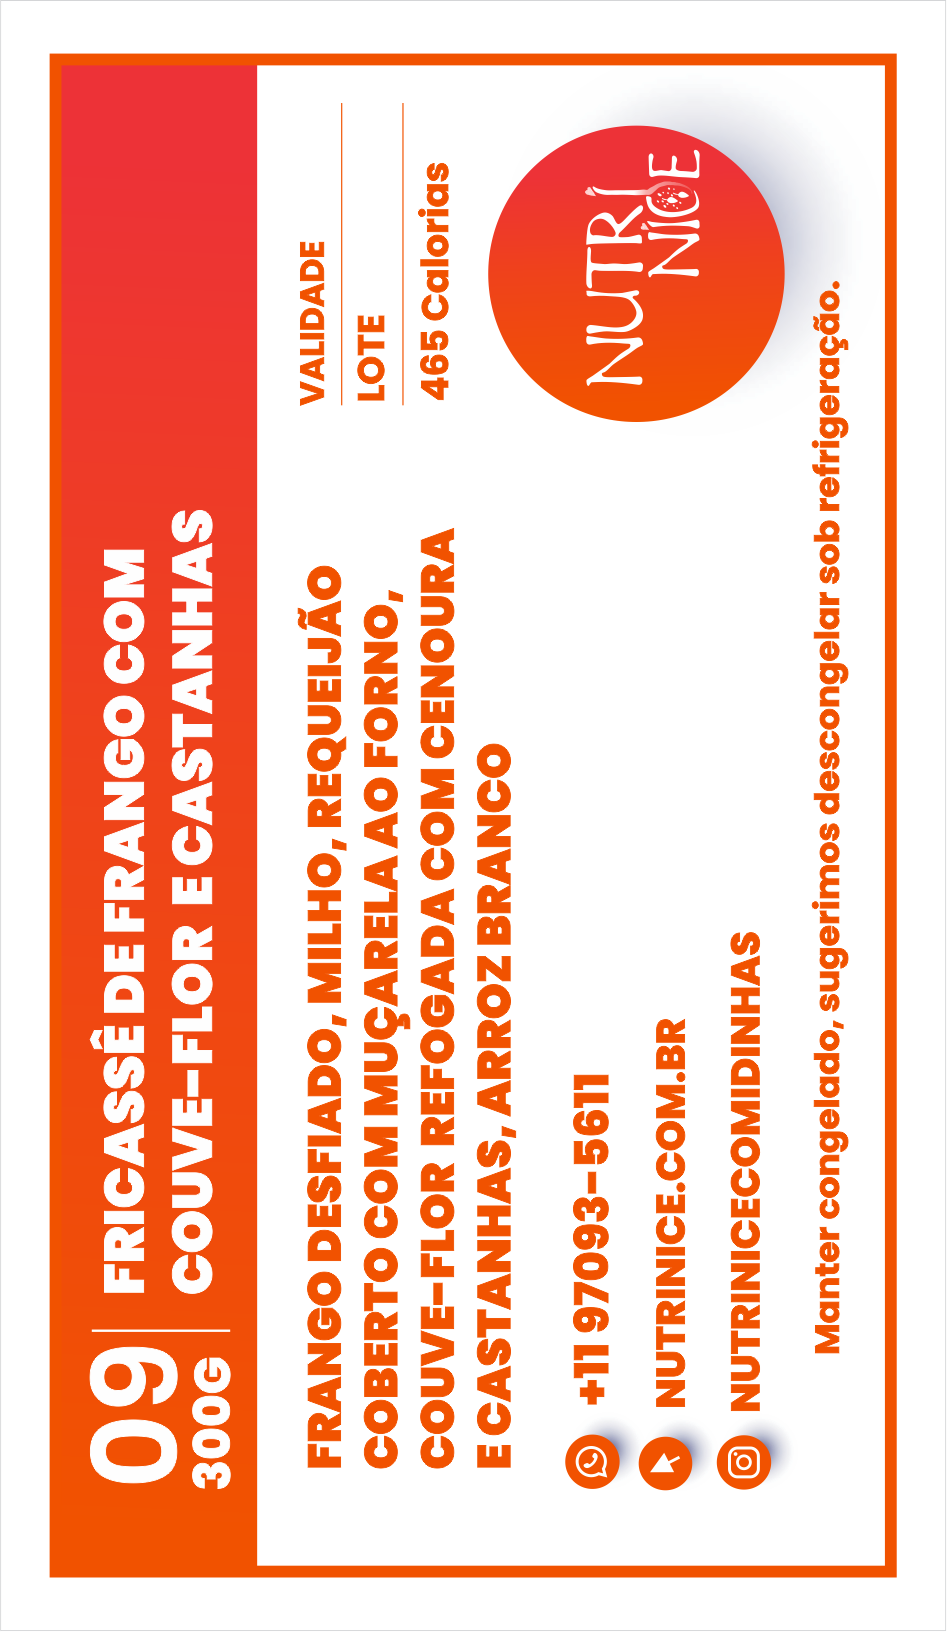 09
300G
FRICASSÊ DE FRANGO COM
COUVE-FLOR E CASTANHAS
FRANGO DESFIADO, MILHO, REQUEIJÃO
COBERTO COM MUÇARELA AO FORNO,
COUVE-FLOR REFOGADA COM CENOURA
E CASTANHAS, ARROZ BRANCO
VALIDADE
LOTE
465 Calorias
+11 97093-5611
NUTRINICE.COM.BR
NUTRINICECOMIDINHAS
NUTRI
NICE
Manter congelado, sugerimos descongelar sob refrigeração.